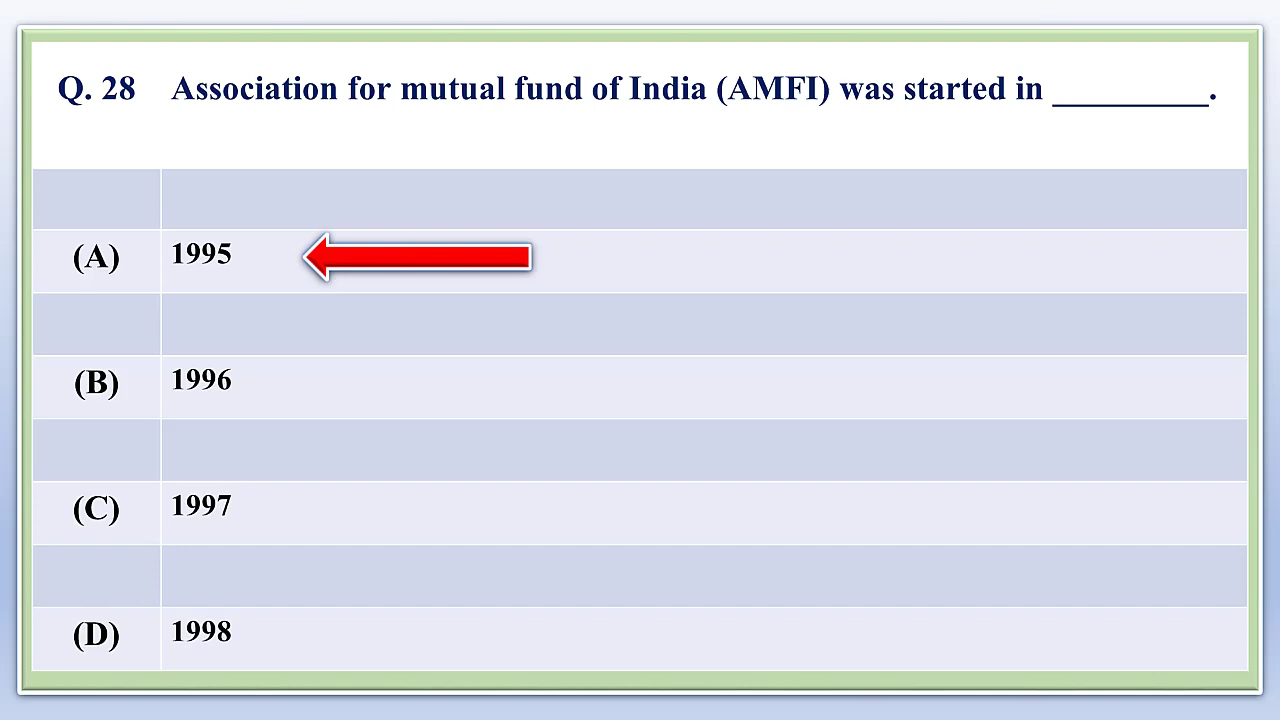 Q. 28 Association for mutual fund of India (AMFI) was started in _________.
(A) 1995
(B) 1996
(C) 1997
(D) 1998